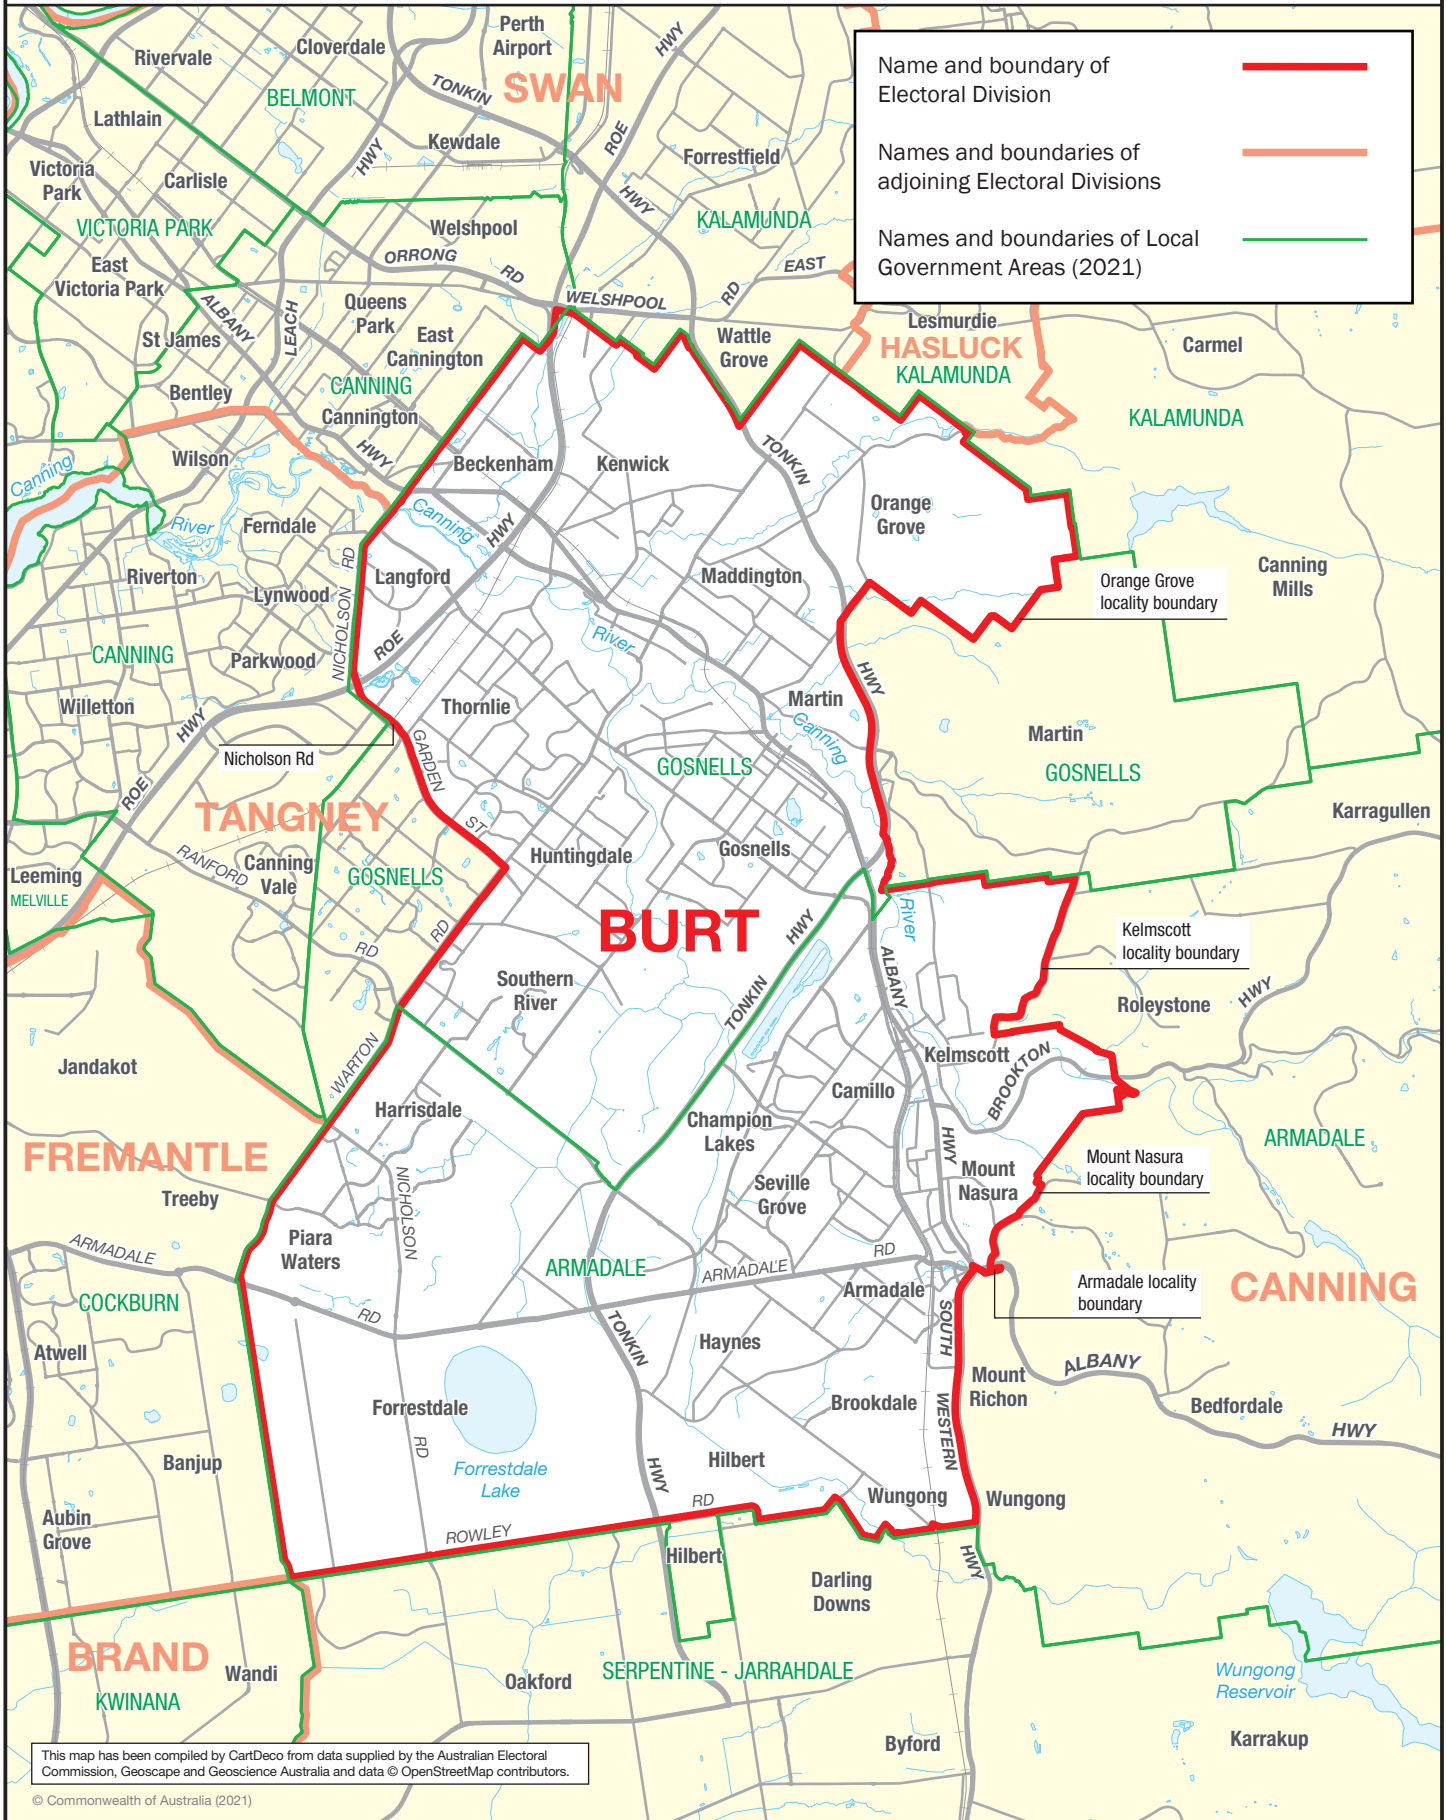 Name and boundary of
Electoral Division
Names and boundaries of
adjoining Electoral Divisions
Names and boundaries of Local
Government Areas (2021)
Perth
Airport
Cloverdale
Rivervale
HWY
SWAN
TONKIN
BELMONT
Lathlain
Kewdale
ROE
Forrestfield
HWY
Victoria
Park
Carlisle
HWY
KALAMUNDA
VICTORIA PARK
Welshpool
ORRONG
RD
EAST
RD
East
Victoria Park
WELSHPOOL
ALBANY
LEACH
Queens
Park
St James
East
Cannington
Wattle
Grove
Lesmurdie
HASLUCK
KALAMUNDA
Carmel
Bentley
CANNING
Cannington
KALAMUNDA
HWY
TONKIN
Wilson
Canning
Beckenham
Kenwick
Orange
Grove
River
Ferndale
Canning
HWY
RD
Canning
Mills
Riverton
Lynwood
Langford
Maddington
Orange Grove
locality boundary
NICHOLSON
River
ROE
CANNING
Parkwood
HWY
Willetton
Thornlie
Martin
Canning
HWY
Martin
Nicholson Rd
GARDEN
GOSNELLS
GOSNELLS
ROE
TANGNEY
ST
Karragullen
RANFORD
Canning
Vale
Huntingdale
Gosnells
Leeming
MELVILLE
GOSNELLS
RD
RD
BURT
HWY
River
Kelmscott
locality boundary
Southern
River
ALBANY
TONKIN
Roleystone
HWY
WARTON
Jandakot
Kelmscott
BROOKTON
Camillo
Harrisdale
Champion
Lakes
ARMADALE
FREMANTLE
HWY
Mount
Nasura
Mount Nasura
locality boundary
Treeby
NICHOLSON
Seville
Grove
Piara
Waters
ARMADALE
RD
ARMADALE
ARMADALE
Armadale
Armadale locality
boundary
CANNING
COCKBURN
RD
TONKIN
SOUTH
Haynes
Atwell
Mount
Richon
ALBANY
Forrestdale
Brookdale
WESTERN
Bedfordale
HWY
RD
Banjup
Forrestdale
Lake
HWY
Hilbert
Wungong
Wungong
Aubin
Grove
RD
ROWLEY
Hilbert
HWY
Darling
Downs
BRAND
Wandi
KWINANA
Oakford
SERPENTINE - JARRAHDALE
Wungong
Reservoir
Byford
Karrakup
This map has been compiled by CartDeco from data supplied by the Australian Electoral
Commission, Geoscape and Geoscience Australia and data © OpenStreetMap contributors.
© Commonwealth of Australia (2021)